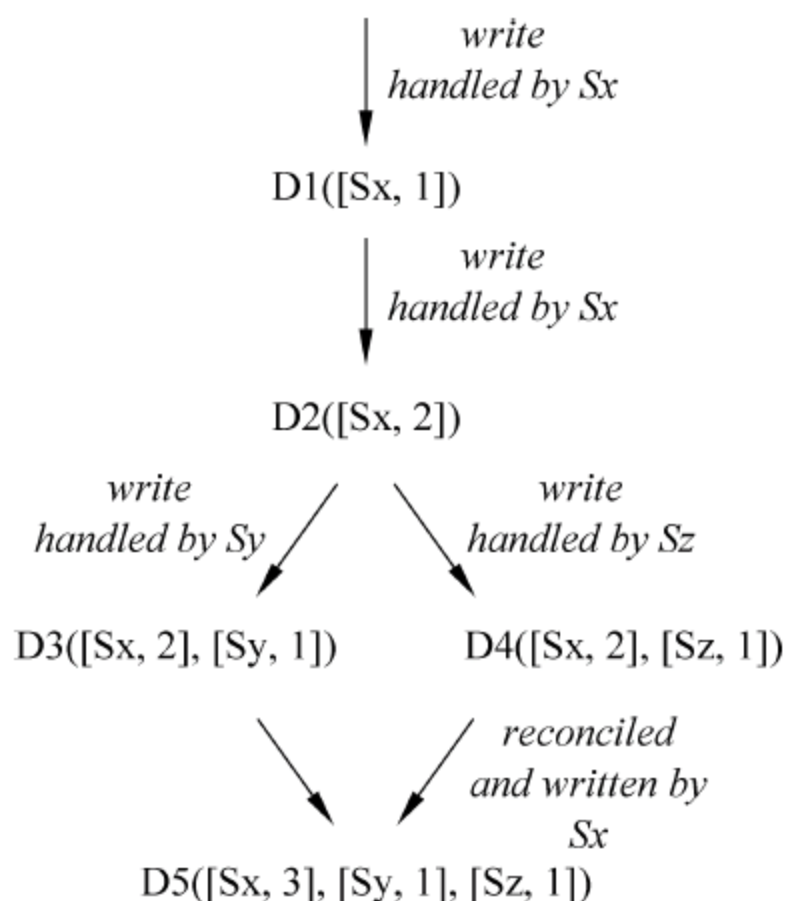 write
handled by Sx
D1([Sx, 1])
write
handled by Sx
D2([Sx, 2])
write
handled by Sy
write
handled by Sz
D3([Sx, 2], [Sy, 1])
D4([Sx, 2], [Sz, 1])
reconciled
and written by
Sx
D5([Sx, 3], [Sy, 1], [Sz, 1])